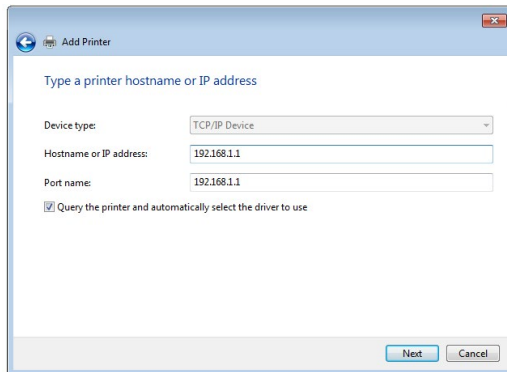 Add Printer
Type a printer hostname or IP address
Device type: TCP/IP Device
Hostname or IP address: 192.168.1.1
Port name: 192.168.1.1
Query the printer and automatically select the driver to use
Next Cancel